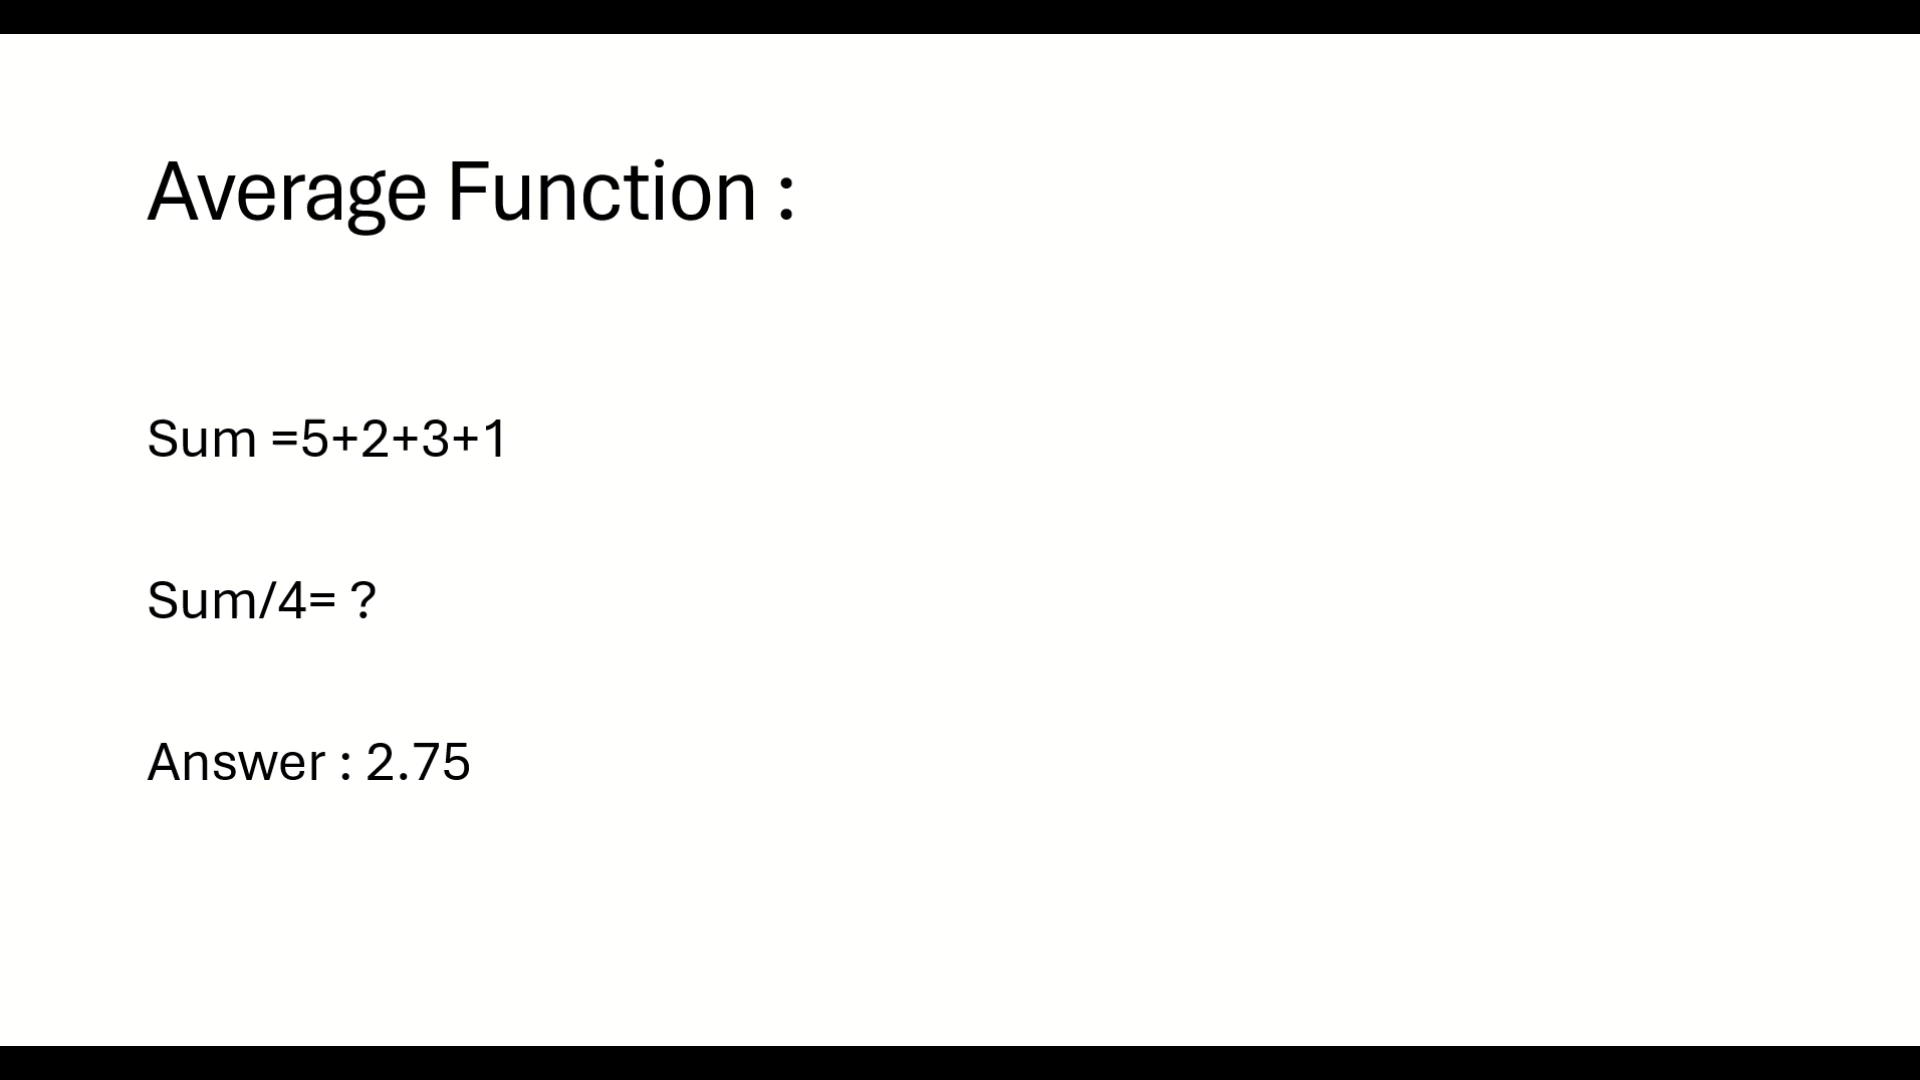 Average Function :
Sum =5+2+3+1
Sum/4= ?
Answer : 2.75